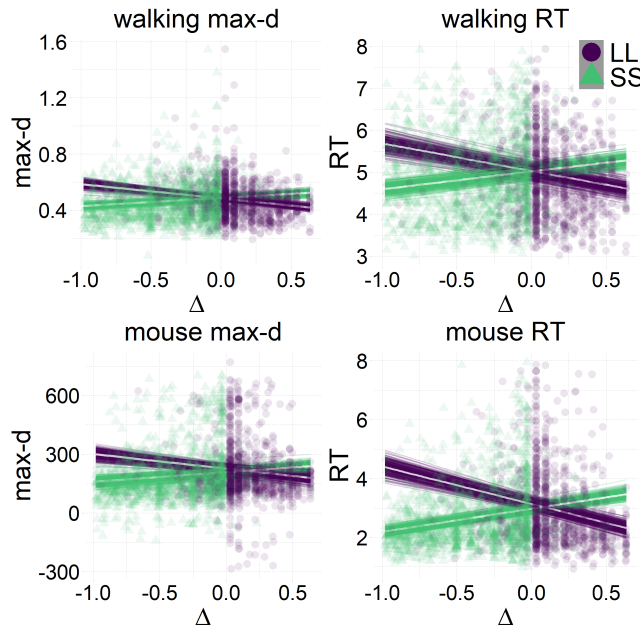 walking max-d
walking RT
1.6
1.2
0.8
0.4
max-d
-1.0
-0.5
0.0
0.5
Δ
8
7
6
5
4
3
RT
-1.0
-0.5
0.0
0.5
Δ
LL
SS
mouse max-d
mouse RT
600
300
0
-300
max-d
-1.0
-0.5
0.0
0.5
Δ
8
6
4
2
RT
-1.0
-0.5
0.0
0.5
Δ